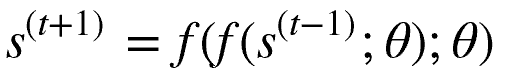 s^{(t+1)} = f(f(s^{(t−1)}; θ); θ)